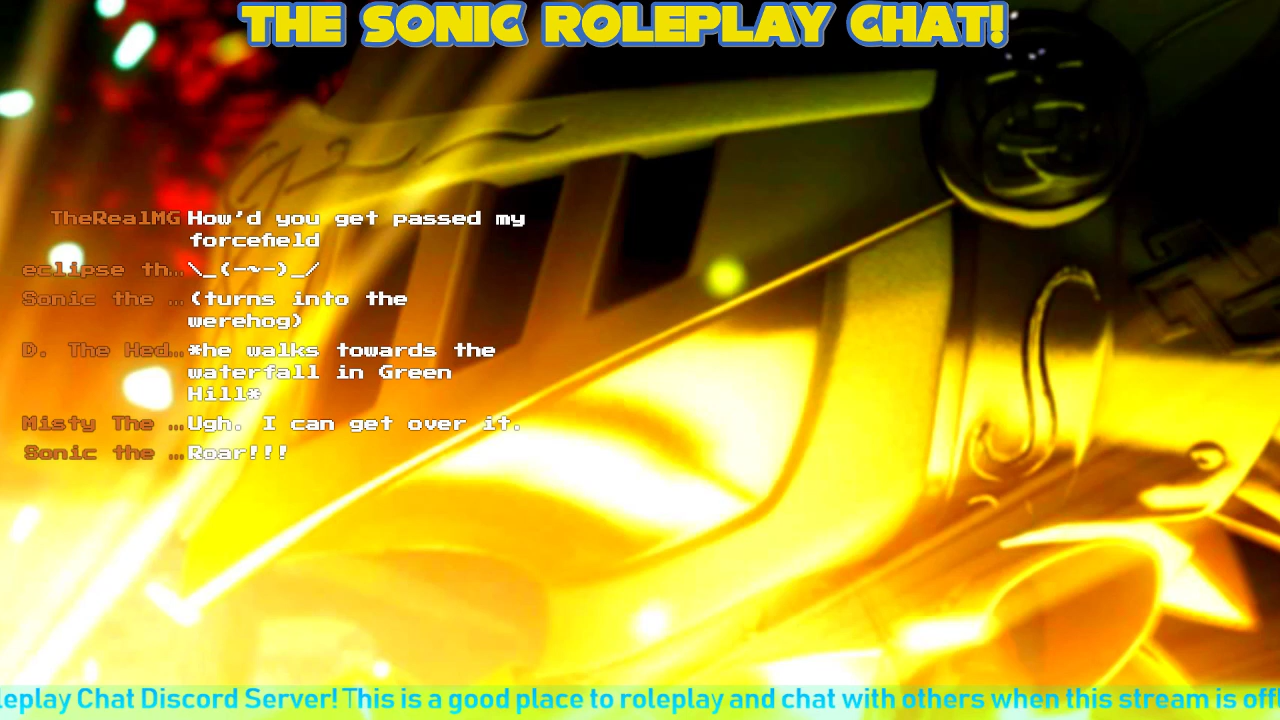 THE SONIC ROLEPLAY CHAT!
TheRealMG How'd you get passed my
forcefield
eclipse th... \_(-~-)_/
Sonic the ... (turns into the
werehog)
D. The Hed... *he walks towards the
waterfall in Green
Hill*
Misty The ... Ugh. I can get over it.
Sonic the ... Roar!!!
leplay Chat Discord Server! This is a good place to roleplay and chat with others when this stream is offl